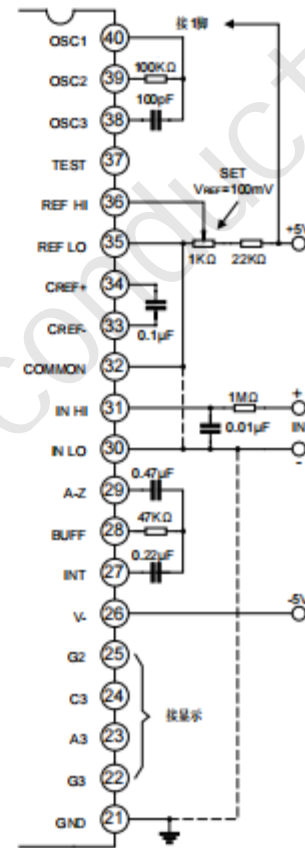 接1脚
OSC1 40
OSC2 39 100KΩ
100pF
OSC3 38
TEST 37
SET
VREF=100mV
REF HI 36
+5V
REF LO 35
1KΩ 22KΩ
CREF+ 34
CREF- 33
0.1μF
COMMON 32
1MΩ +
IN HI 31
0.01μF IN
IN LO 30
-
0.47μF
A-Z 29
47KΩ
BUFF 28
0.22μF
INT 27
-5V
V- 26
G2 25
C3 24
接显示
A3 23
G3 22
GND 21
conduct